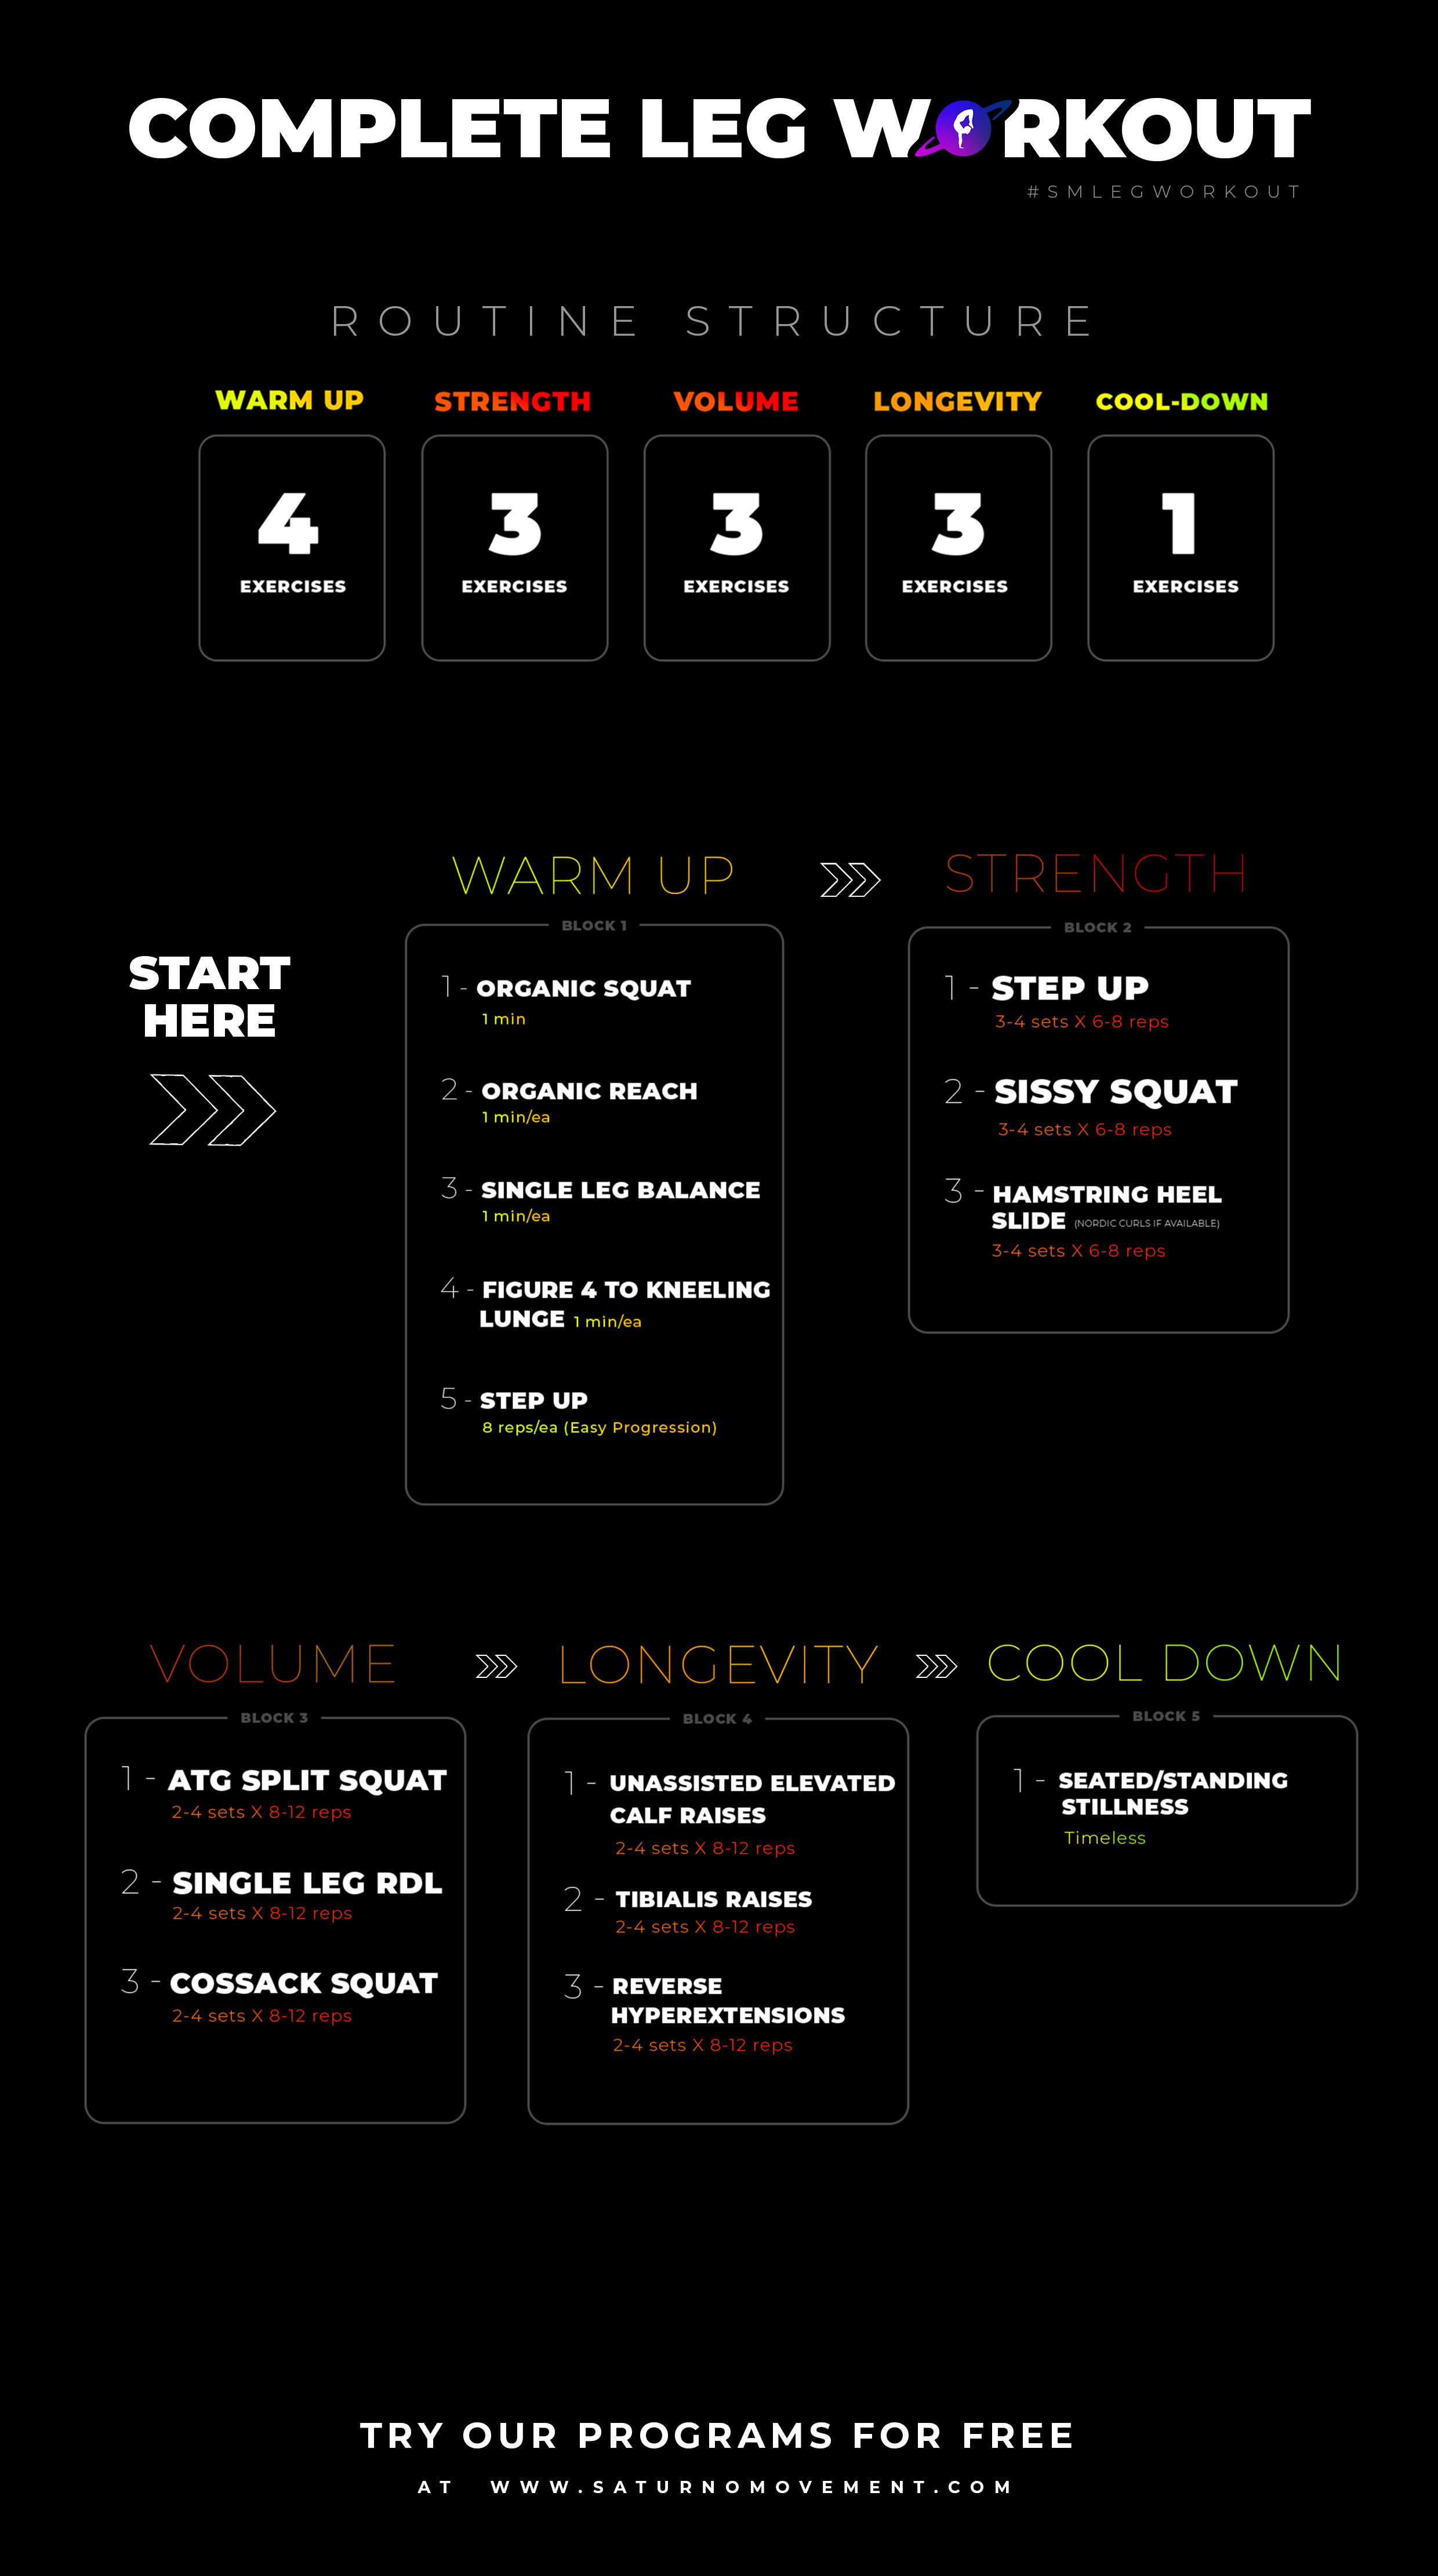 COMPLETE LEG WORKOUT
#SMLEGWORKOUT
ROUTINE STRUCTURE
WARM UP
4
EXERCISES
STRENGTH
3
EXERCISES
VOLUME
3
EXERCISES
LONGEVITY
3
EXERCISES
COOL-DOWN
1
EXERCISES
START
HERE
WARM UP
BLOCK 1
1 - ORGANIC SQUAT
1 min
2 - ORGANIC REACH
1 min/ea
3 - SINGLE LEG BALANCE
1 min/ea
4 - FIGURE 4 TO KNEELING
LUNGE 1 min/ea
5 - STEP UP
8 reps/ea (Easy Progression)
STRENGTH
BLOCK 2
1 - STEP UP
3-4 sets X 6-8 reps
2 - SISSY SQUAT
3-4 sets X 6-8 reps
3 - HAMSTRING HEEL
SLIDE (NORDIC CURLS IF AVAILABLE)
3-4 sets X 6-8 reps
VOLUME
BLOCK 3
1 - ATG SPLIT SQUAT
2-4 sets X 8-12 reps
2 - SINGLE LEG RDL
2-4 sets X 8-12 reps
3 - COSSACK SQUAT
2-4 sets X 8-12 reps
LONGEVITY
BLOCK 4
1 - UNASSISTED ELEVATED
CALF RAISES
2-4 sets X 8-12 reps
2 - TIBIALIS RAISES
2-4 sets X 8-12 reps
3 - REVERSE
HYPEREXTENSIONS
2-4 sets X 8-12 reps
COOL DOWN
BLOCK 5
1 - SEATED/STANDING
STILLNESS
Timeless
TRY OUR PROGRAMS FOR FREE
AT WWW.SATURNOMOVEMENT.COM